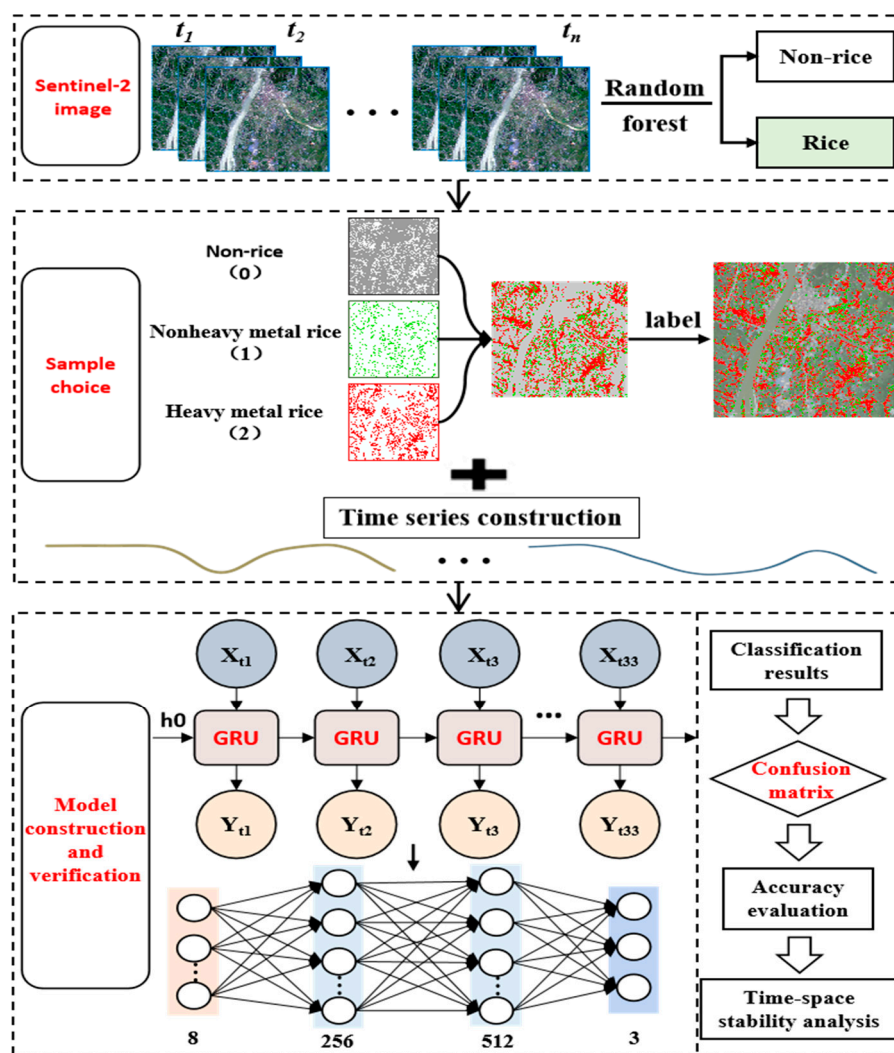 t1
t2
tn
Sentinel-2
image
Random
forest
Non-rice
Rice
Non-rice
（0）
Nonheavy metal rice
（1）
Heavy metal rice
（2）
Sample
choice
label
Time series construction
Xt1
Xt2
Xt3
Xt33
h0
GRU
GRU
GRU
...
GRU
Yt1
Yt2
Yt3
Yt33
Model
construction
and
verification
8
256
512
3
Classification
results
Confusion
matrix
Accuracy
evaluation
Time-space
stability analysis